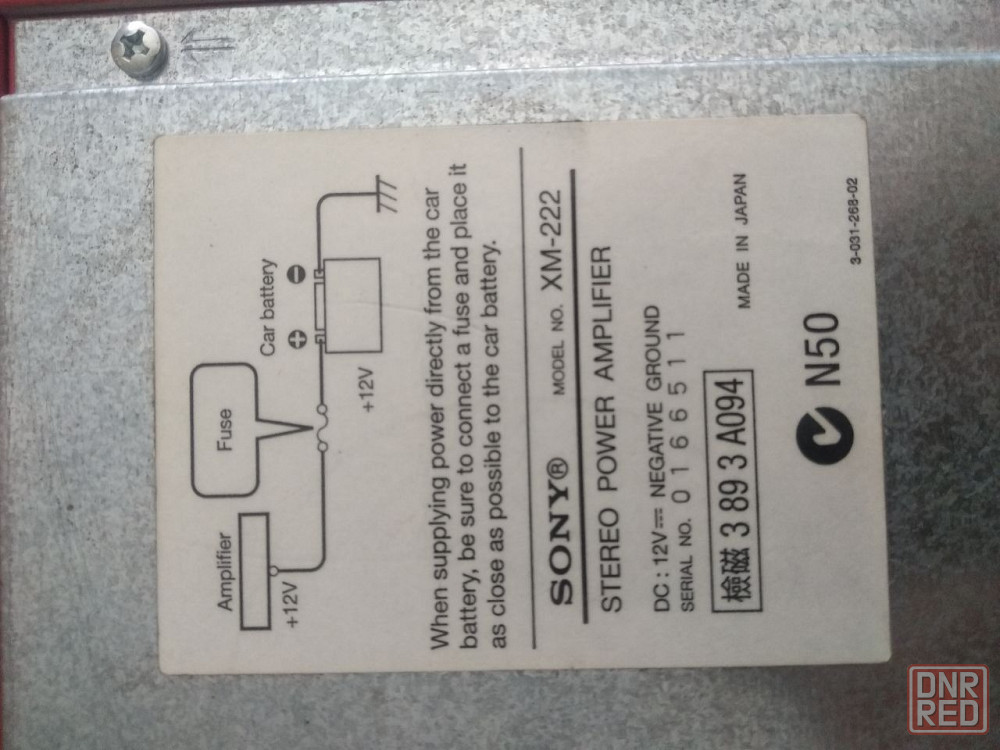 Amplifier
+12V
Fuse
Car battery
+ −
+12V
When supplying power directly from the car
battery, be sure to connect a fuse and place it
as close as possible to the car battery.
SONY® MODEL NO. XM-222
STEREO POWER AMPLIFIER
DC : 12V⎓ NEGATIVE GROUND
SERIAL NO. 0 1 6 6 5 1 1
檢磁 3 89 3 A094
MADE IN JAPAN
N50
3-031-268-02
DNR
RED